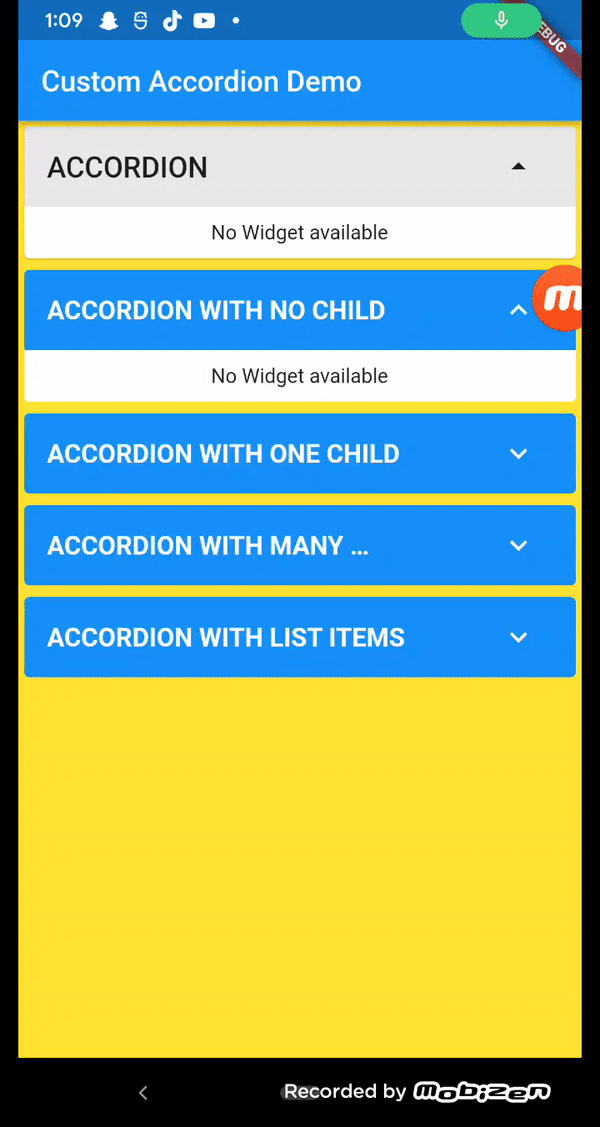 1:09
EBUG
Custom Accordion Demo
ACCORDION
No Widget available
ACCORDION WITH NO CHILD
No Widget available
ACCORDION WITH ONE CHILD
ACCORDION WITH MANY ...
ACCORDION WITH LIST ITEMS
Recorded by Mobizen